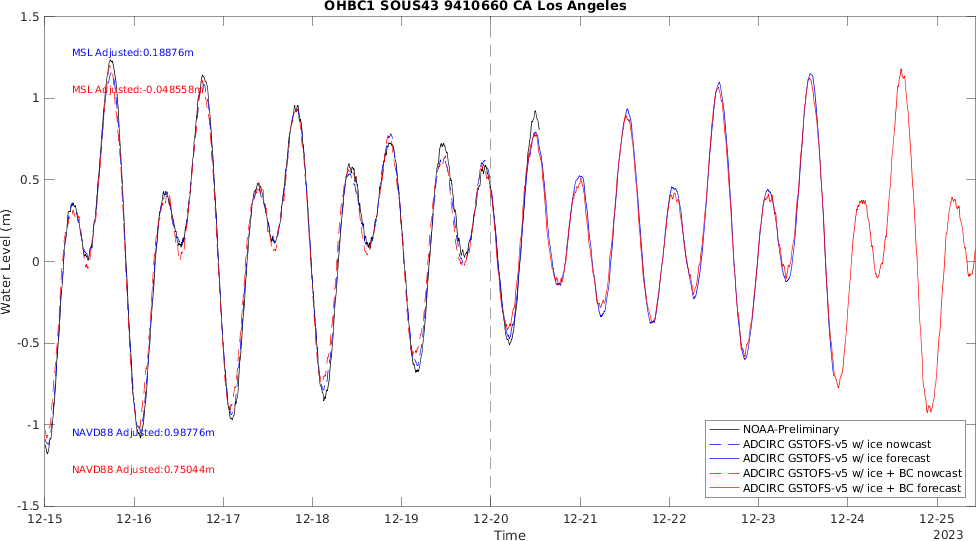 OHBC1 SOUS43 9410660 CA Los Angeles
1.5
1
0.5
0
-0.5
-1
-1.5
Water Level (m)
MSL Adjusted:0.18876m
MSL Adjusted:-0.048558m
NAVD88 Adjusted:0.98776m
NAVD88 Adjusted:0.75044m
NOAA-Preliminary
ADCIRC GSTOFS-v5 w/ ice nowcast
ADCIRC GSTOFS-v5 w/ ice forecast
ADCIRC GSTOFS-v5 w/ ice + BC nowcast
ADCIRC GSTOFS-v5 w/ ice + BC forecast
12-15 12-16 12-17 12-18 12-19 12-20 12-21 12-22 12-23 12-24 12-25
Time
2023